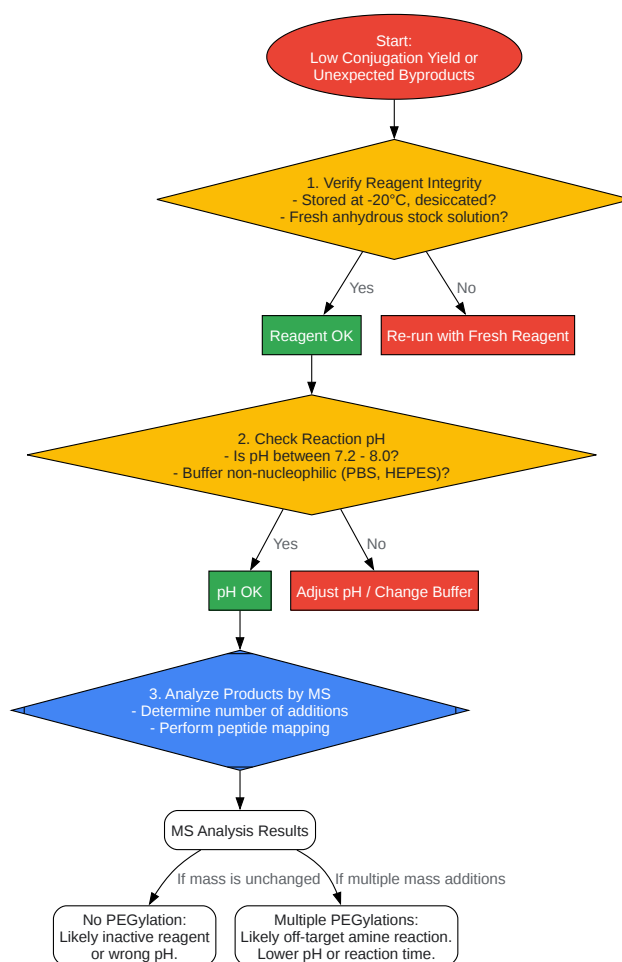 Start:
Low Conjugation Yield or
Unexpected Byproducts
1. Verify Reagent Integrity
- Stored at -20°C, desiccated?
- Fresh anhydrous stock solution?
Yes
No
Reagent OK
Re-run with Fresh Reagent
2. Check Reaction pH
- Is pH between 7.2 - 8.0?
- Buffer non-nucleophilic (PBS, HEPES)?
Yes
No
pH OK
Adjust pH / Change Buffer
3. Analyze Products by MS
- Determine number of additions
- Perform peptide mapping
MS Analysis Results
If mass is unchanged
If multiple mass additions
No PEGylation:
Likely inactive reagent
or wrong pH.
Multiple PEGylations:
Likely off-target amine reaction.
Lower pH or reaction time.